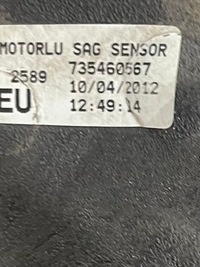 MOTORLU SAG SENSOR
2589 735460567
EU 10/04/2012
12:49:14